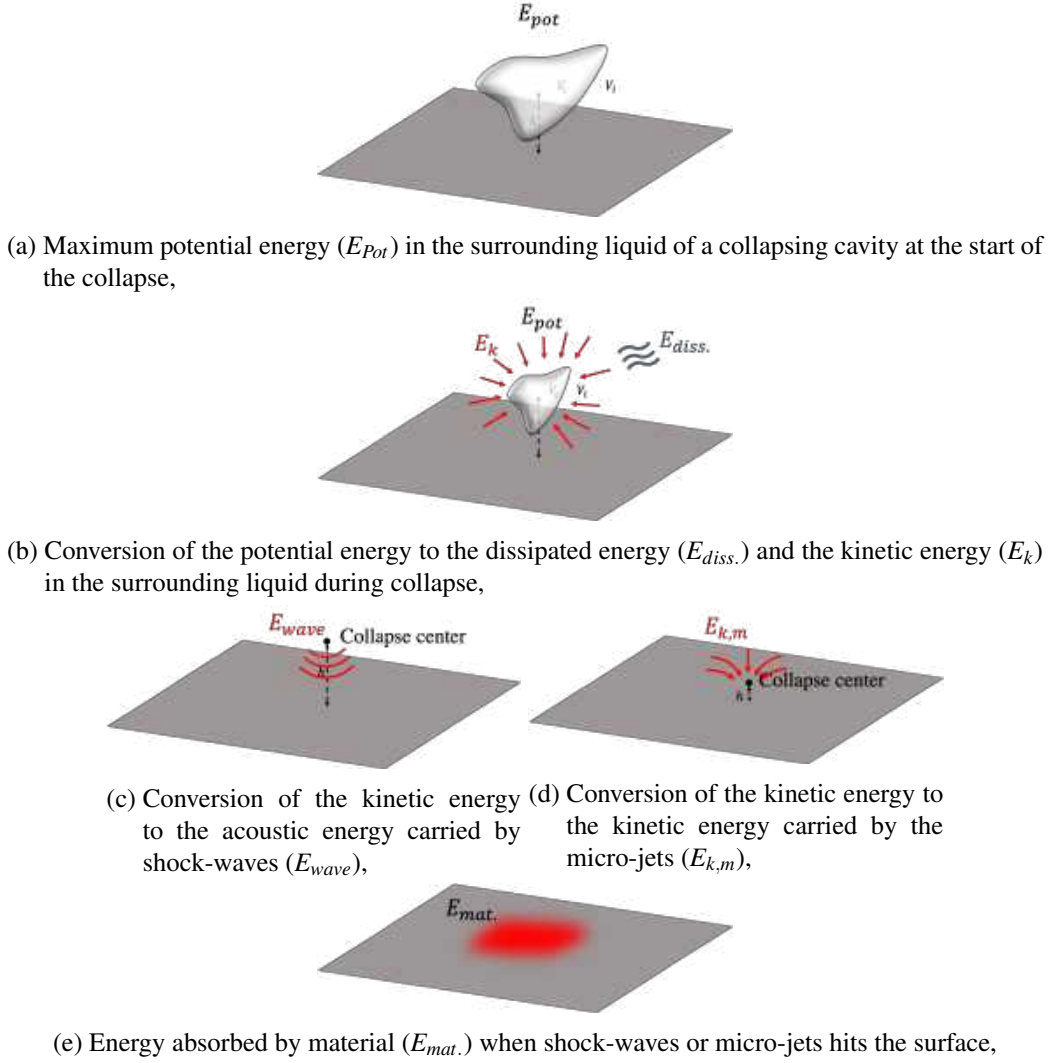 E_pot
V_i
(a) Maximum potential energy (E_Pot) in the surrounding liquid of a collapsing cavity at the start of
the collapse,
E_pot
E_k
E_diss.
V_i
(b) Conversion of the potential energy to the dissipated energy (E_diss.) and the kinetic energy (E_k)
in the surrounding liquid during collapse,
E_wave
Collapse center
h
E_k,m
Collapse center
h
(c) Conversion of the kinetic energy
to the acoustic energy carried by
shock-waves (E_wave),
(d) Conversion of the kinetic energy to
the kinetic energy carried by the
micro-jets (E_k,m),
E_mat.
(e) Energy absorbed by material (E_mat.) when shock-waves or micro-jets hits the surface,